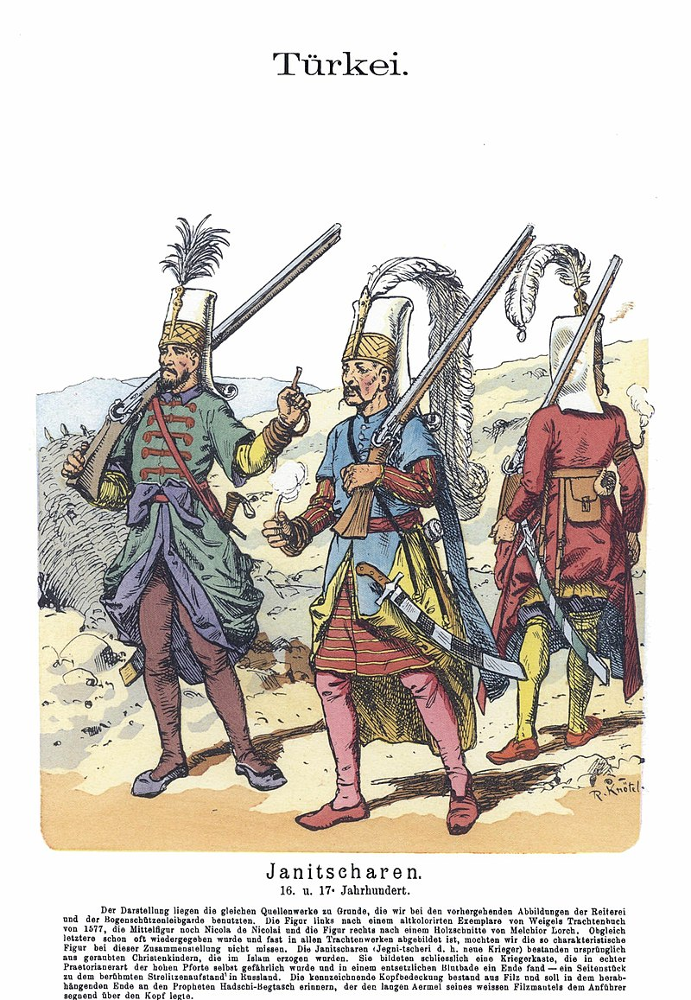 Türkei.
R. Knötel.
Janitscharen.
16. u. 17. Jahrhundert.
Der Darstellung liegen die gleichen Quellenwerke zu Grunde, die wir bei den vorhergehenden Abbildungen der Reiterei
und der Bogenschützenleibgarde benutzten. Die Figur links nach einem altkolorirten Exemplare von Weigels Trachtenbuch
von 1577, die Mittelfigur noch Nicola de Nicolai und die Figur rechts nach einem Holzschnitte von Melchior Lorch. Obgleich
letztere schon oft wiedergegeben wurde und fast in allen Trachtenwerken abgebildet ist, mochten wir die so charakteristische
Figur bei dieser Zusammenstellung nicht missen. Die Janitscharen (Jegni-tscheri d. h. neue Krieger) bestanden ursprünglich
aus geraubten Christenkindern, die im Islam erzogen wurden. Sie bildeten schliesslich eine Kriegerkaste, die in echter
Praetorianerart der hohen Pforte selbst gefährlich wurde und in einem entsetzlichen Blutbade ein Ende fand — ein Seitenstück
zu dem berühmten Strelitzenaufstand in Russland. Die kennzeichnende Kopfbedeckung bestand aus Filz und soll in dem herab-
hängenden Ende an den Propheten Hadschi-Begtasch erinnern, der den langen Aermel seines weissen Filzmantels dem Anführer
segnend über den Kopf legte.